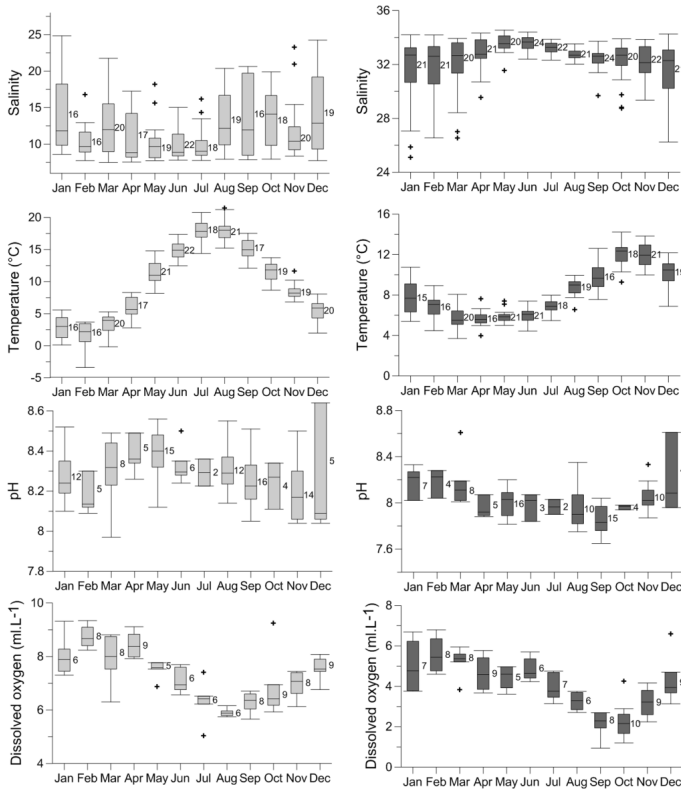 Salinity
25
20
15
10
16 16 20 17 19 22 18 19 16 18 20 19
Jan Feb Mar Apr May Jun Jul Aug Sep Oct Nov Dec
Salinity
36
32
28
24
21 21 20 20 20 24 22 21 24 20 22
Jan Feb Mar Apr May Jun Jul Aug Sep Oct Nov Dec
Temperature (°C)
20
15
10
5
0
-5
16 16 20 17 21 22 18 21 17 19 19 20
Jan Feb Mar Apr May Jun Jul Aug Sep Oct Nov Dec
Temperature (°C)
16
12
8
4
0
15 16 20 16 21 21 18 19 16 18 21 19
Jan Feb Mar Apr May Jun Jul Aug Sep Oct Nov Dec
pH
8.6
8.4
8.2
8
7.8
12 5 8 5 15 6 2 12 16 4 14 5
Jan Feb Mar Apr May Jun Jul Aug Sep Oct Nov Dec
pH
8.8
8.4
8
7.6
7 4 8 5 16 3 2 10 15 4 10
Jan Feb Mar Apr May Jun Jul Aug Sep Oct Nov Dec
Dissolved oxygen (ml.L-1)
10
8
6
4
6 8 8 9 5 6 6 6 6 9 8 9
Jan Feb Mar Apr May Jun Jul Aug Sep Oct Nov Dec
Dissolved oxygen (ml.L-1)
8
6
4
2
0
7 8 8 9 5 6 7 6 8 10 9
Jan Feb Mar Apr May Jun Jul Aug Sep Oct Nov Dec